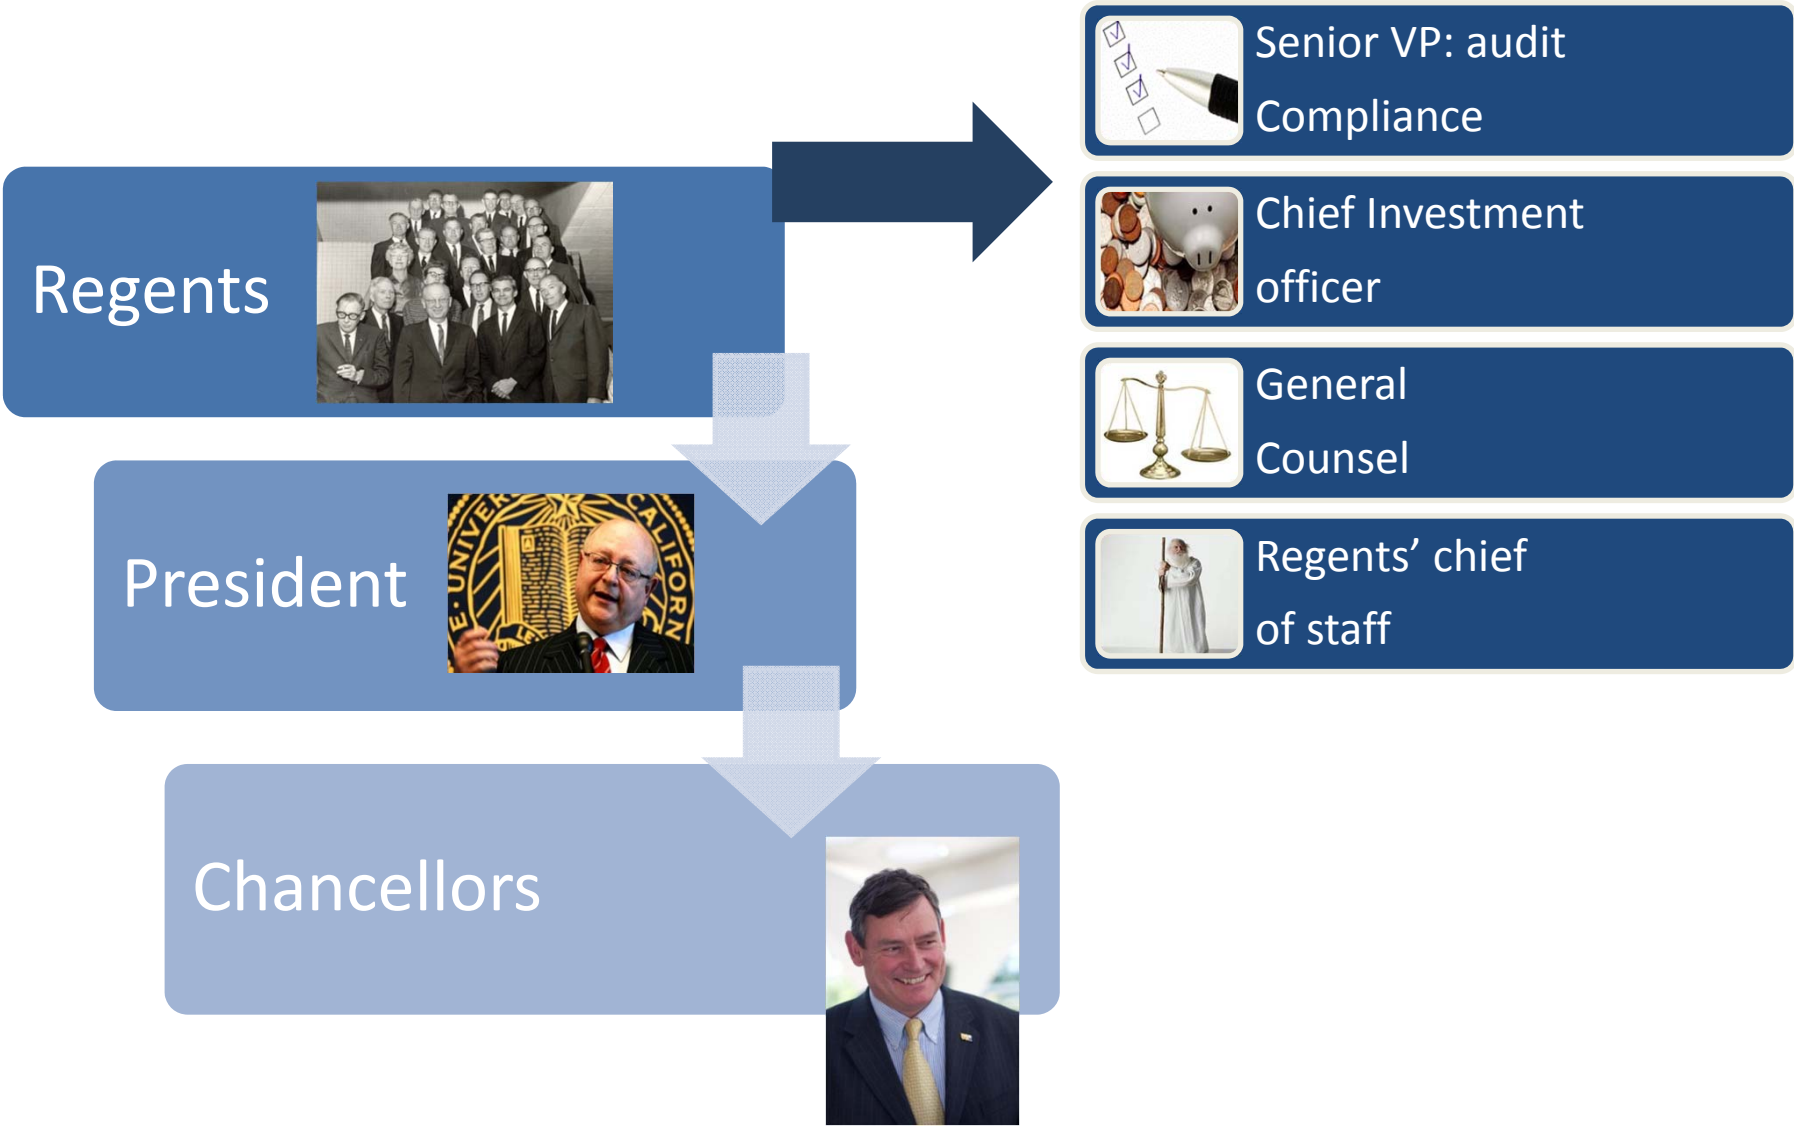 Regents
President
Chancellors
Senior VP: audit
Compliance
Chief Investment
officer
General
Counsel
Regents’ chief
of staff